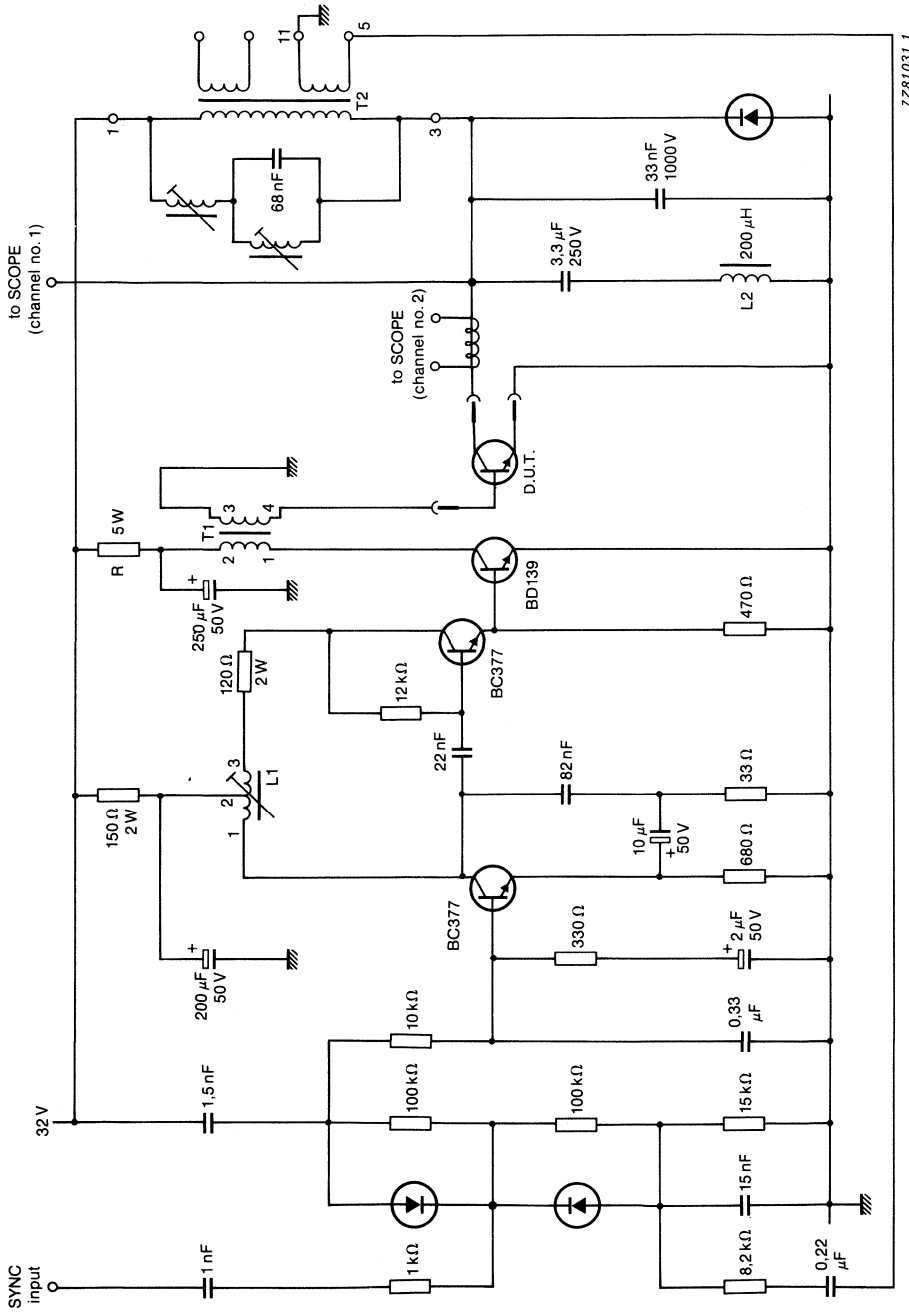 SYNC
input
32 V
1 nF
1 kΩ
1,5 nF
100 kΩ
10 kΩ
100 kΩ
8,2 kΩ
0,22
µF
15 nF
15 kΩ
0,33
µF
330 Ω
+ 2 µF
50 V
BC377
200 µF
50 V
+
150 Ω
2 W
1
2
3
L1
120 Ω
2 W
12 kΩ
22 nF
82 nF
10 µF
+ 50 V
680 Ω
33 Ω
470 Ω
BC377
BD139
250 µF
50 V
+
R
5 W
T1
2
1
3
4
D.U.T.
to SCOPE
(channel no. 2)
to SCOPE
(channel no. 1)
3,3 µF
250 V
L2
200 µH
33 nF
1000 V
68 nF
1
3
T2
11
5
7Z81031.1